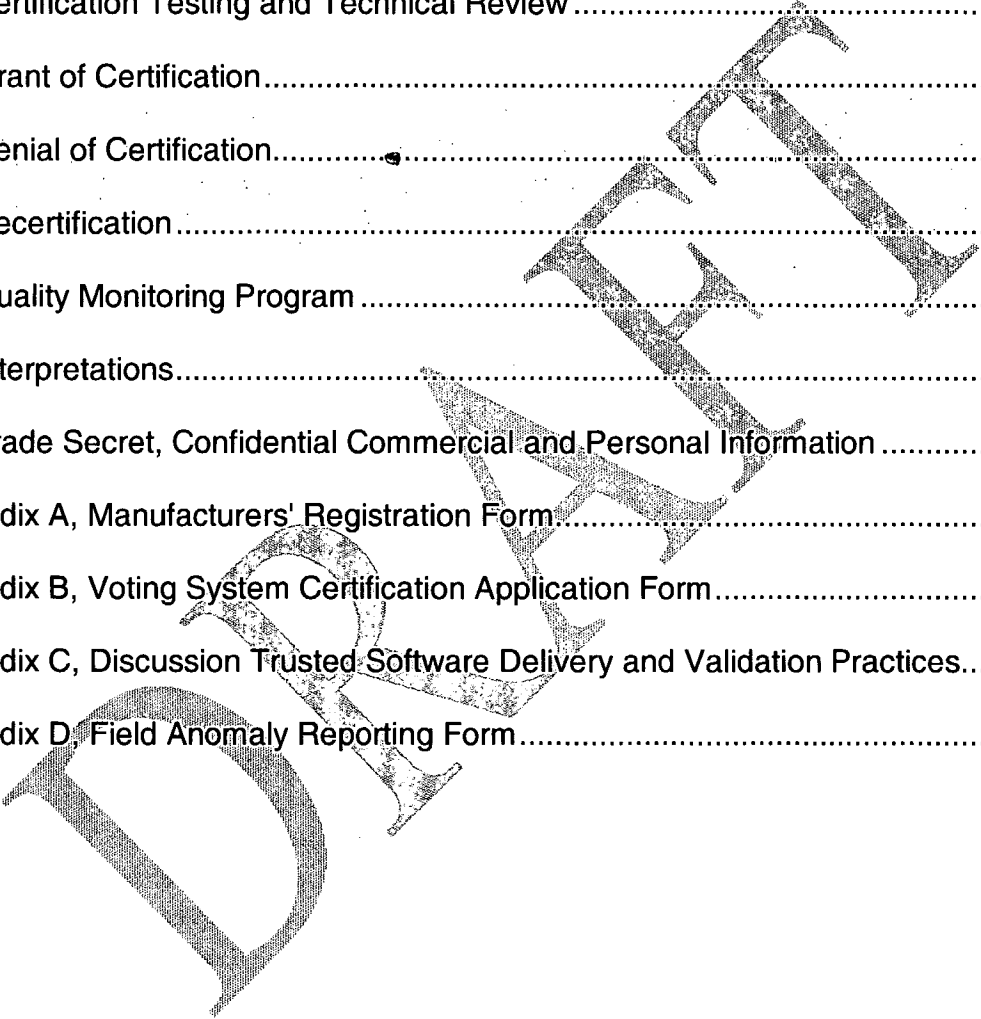 ertification Testing and Technical Review....................................................
rant of Certification....................................................................................
enial of Certification...................................................................................
ecertification..............................................................................................
uality Monitoring Program.........................................................................
terpretations..............................................................................................
rade Secret, Confidential Commercial and Personal Information...........
dix A, Manufacturers' Registration Form..................................................
dix B, Voting System Certification Application Form..............................
dix C, Discussion Trusted Software Delivery and Validation Practices..
dix D, Field Anomaly Reporting Form.......................................................
DRAFT